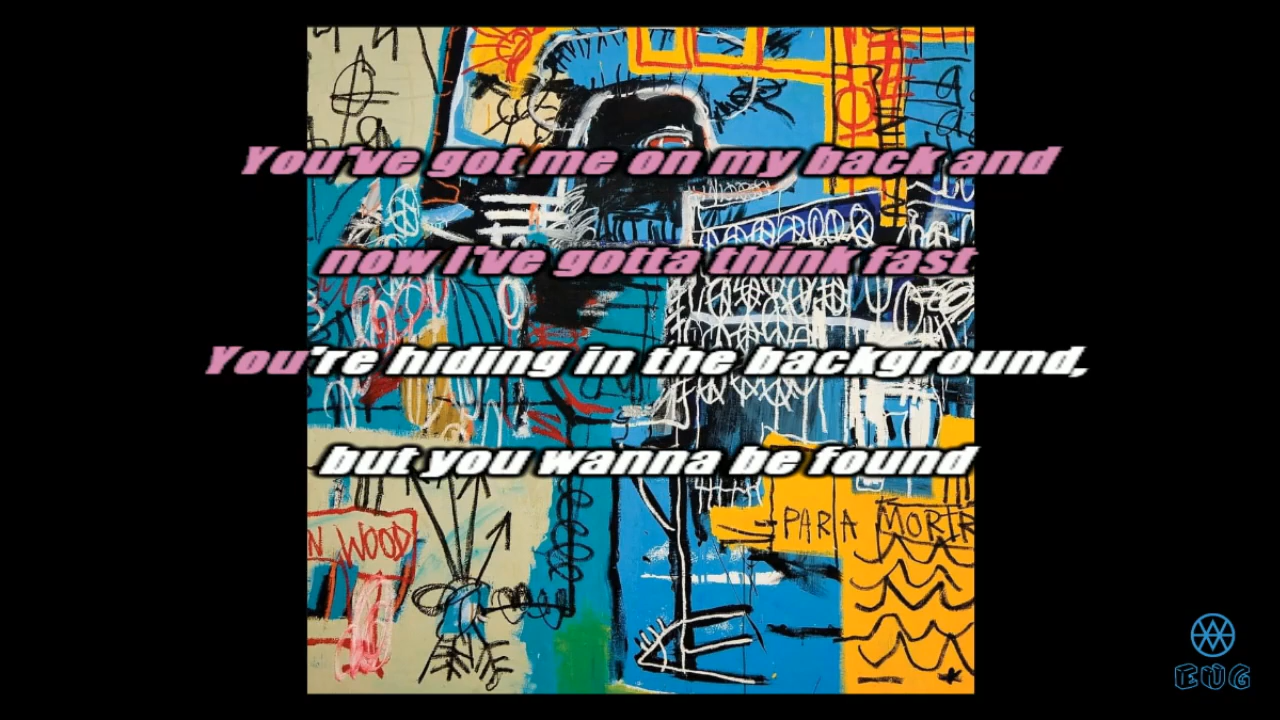 You've got me on my back and
now I've gotta think fast
You're hiding in the background,
but you wanna be found
PARA MORIR
N WOOD
EUG